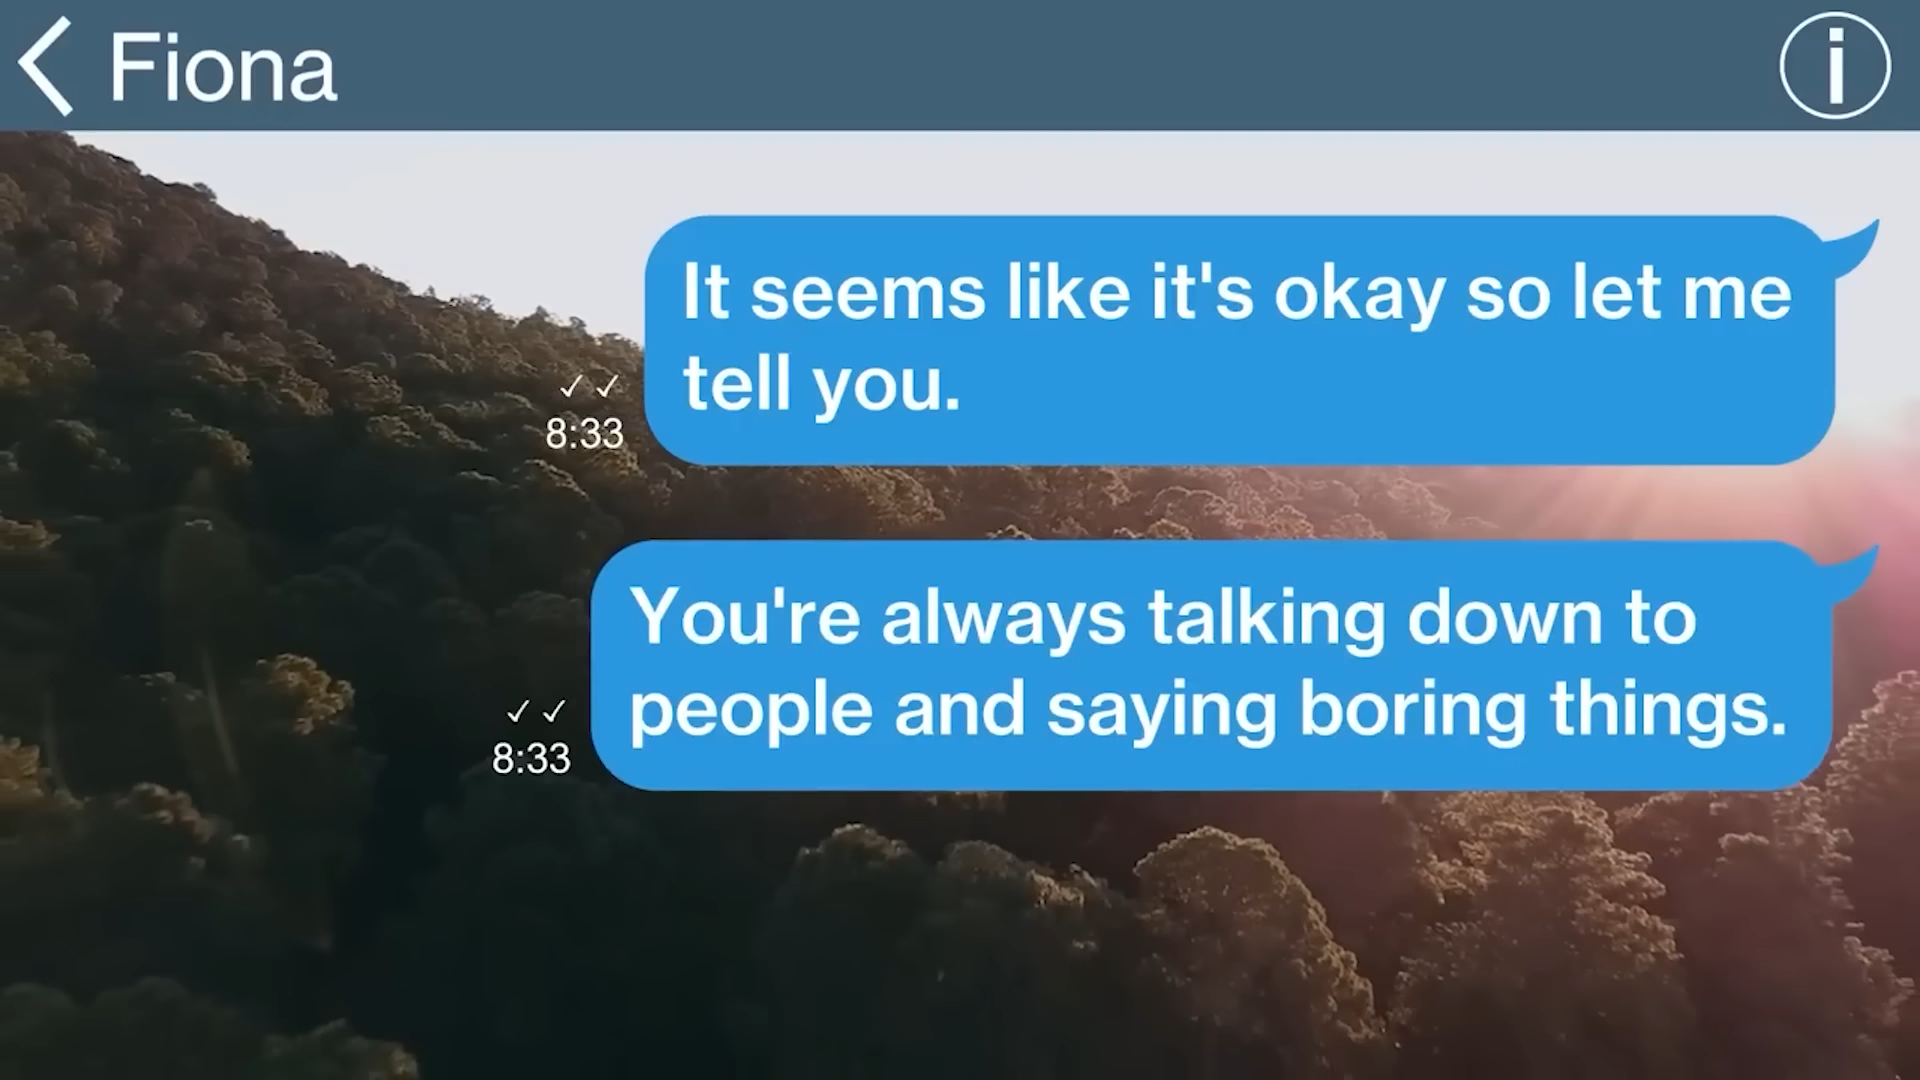 Fiona
It seems like it's okay so let me
tell you.
✓✓
8:33
You're always talking down to
people and saying boring things.
✓✓
8:33